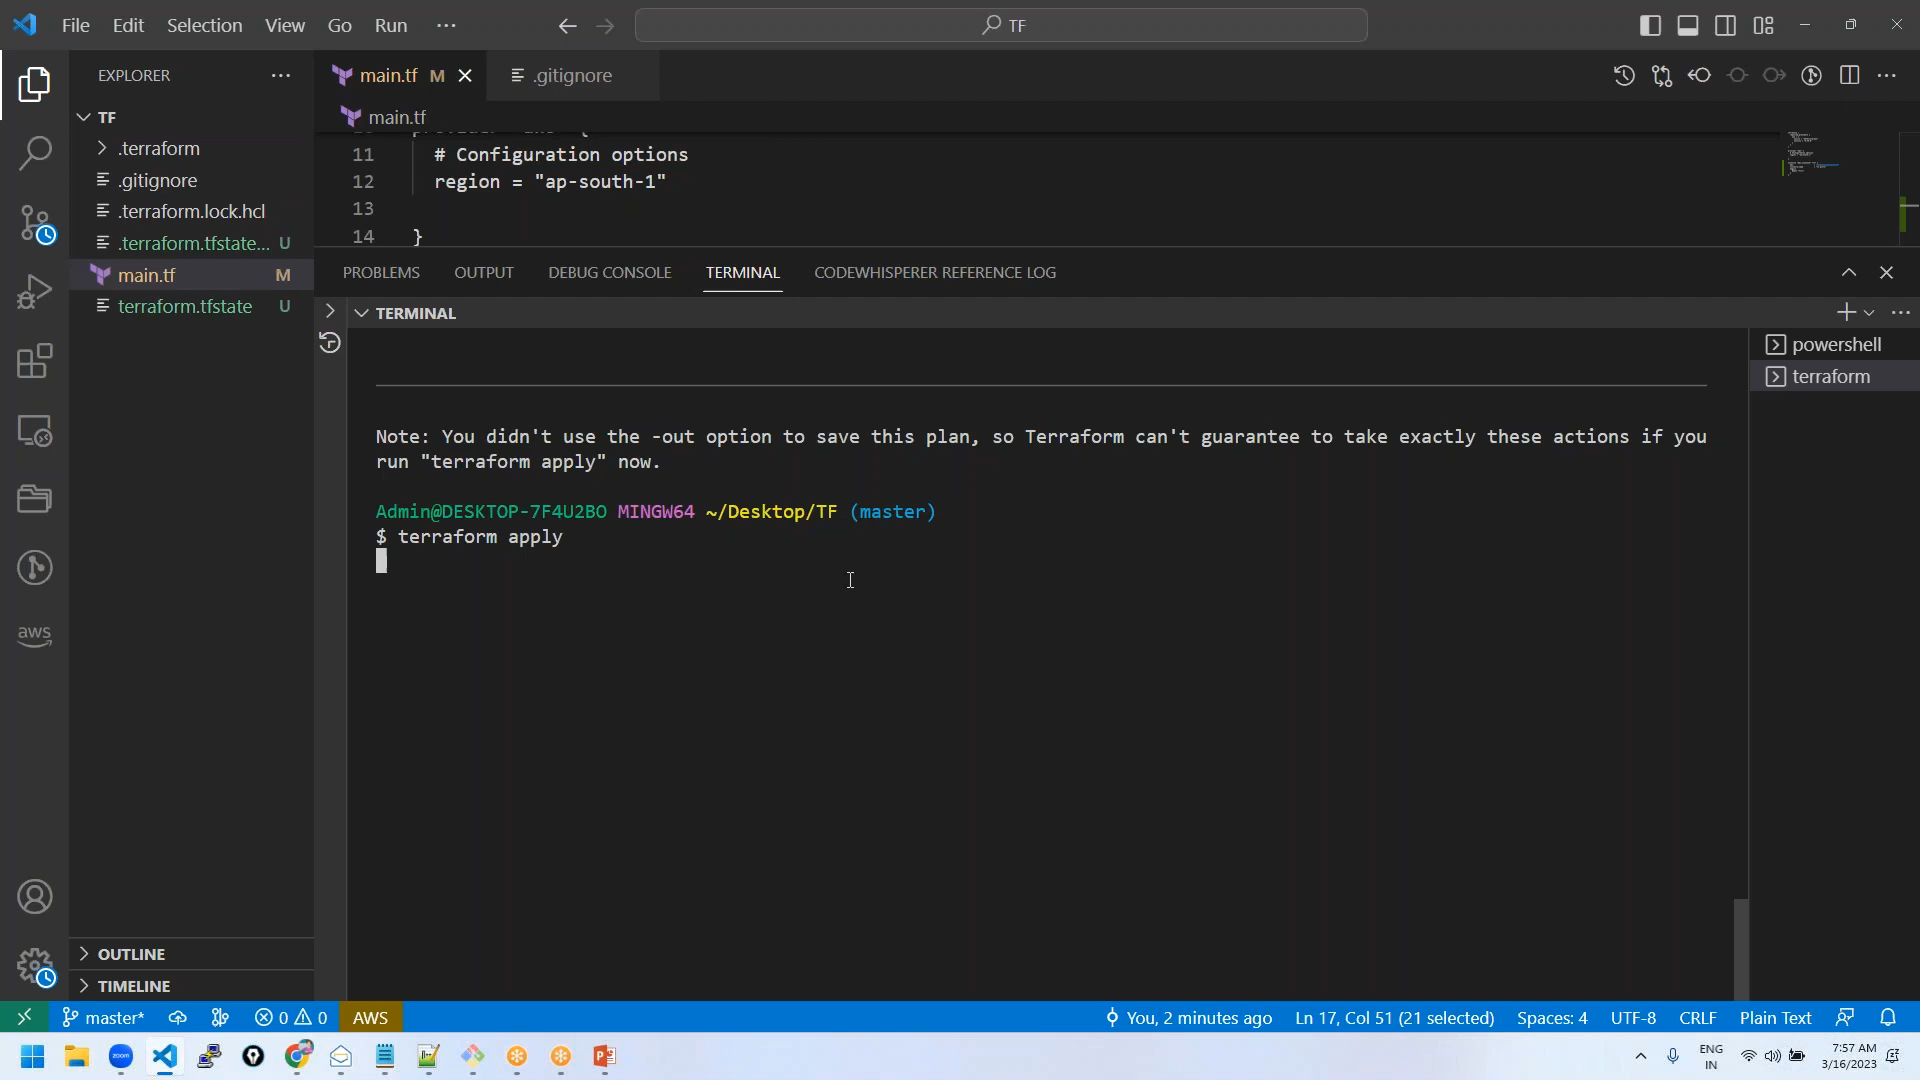 File Edit Selection View Go Run ···
TF
EXPLORER
main.tf M
.gitignore
TF
main.tf
.terraform
.gitignore
.terraform.lock.hcl
.terraform.tfstate... U
main.tf M
terraform.tfstate U
11 # Configuration options
12 region = "ap-south-1"
13
14 }
PROBLEMS OUTPUT DEBUG CONSOLE TERMINAL CODEWHISPERER REFERENCE LOG
TERMINAL
powershell
terraform
Note: You didn't use the -out option to save this plan, so Terraform can't guarantee to take exactly these actions if you
run "terraform apply" now.
Admin@DESKTOP-7F4U2BO MINGW64 ~/Desktop/TF (master)
$ terraform apply
aws
OUTLINE
TIMELINE
master* 0 0 AWS You, 2 minutes ago Ln 17, Col 51 (21 selected) Spaces: 4 UTF-8 CRLF Plain Text
zoom
ENG
IN
7:57 AM
3/16/2023